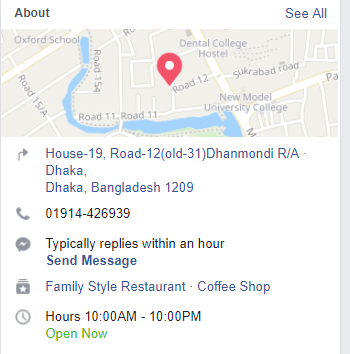 About
See All
Oxford School
Dental College
Hostel
Road 15A
Sukrabad road
Road 12
Road 15/A
New Model
University College
Road 11, Road 11
House-19, Road-12(old-31)Dhanmondi R/A ·
Dhaka,
Dhaka, Bangladesh 1209
01914-426939
Typically replies within an hour
Send Message
Family Style Restaurant · Coffee Shop
Hours 10:00AM - 10:00PM
Open Now